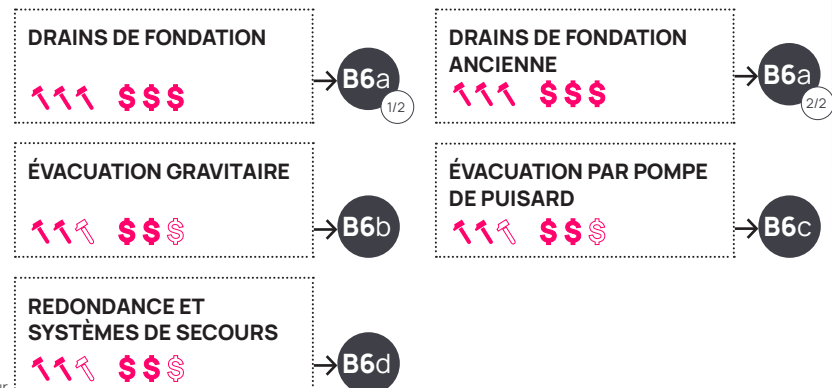 DRAINS DE FONDATION
$$$
B6a
1/2
DRAINS DE FONDATION
ANCIENNE
$$$
B6a
2/2
ÉVACUATION GRAVITAIRE
$$$
B6b
ÉVACUATION PAR POMPE
DE PUISARD
$$$
B6c
REDONDANCE ET
SYSTÈMES DE SECOURS
$$$
B6d